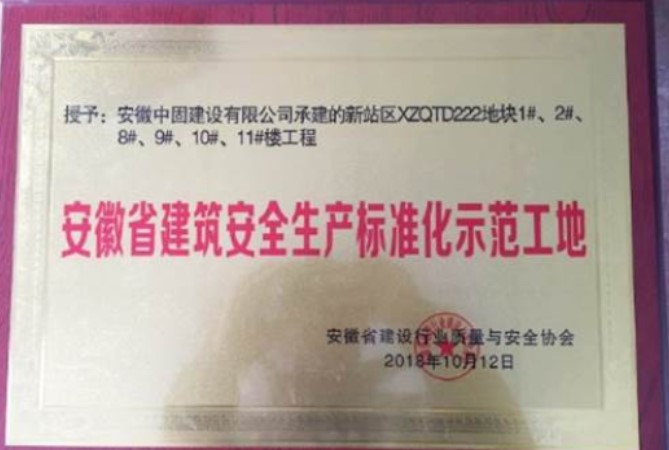 授予：安徽中固建设有限公司承建的新站区XZQTD222地块1#、2#、
8#、9#、10#、11#楼工程
安徽省建筑安全生产标准化示范工地
安徽省建设行业质量与安全协会
2018年10月12日